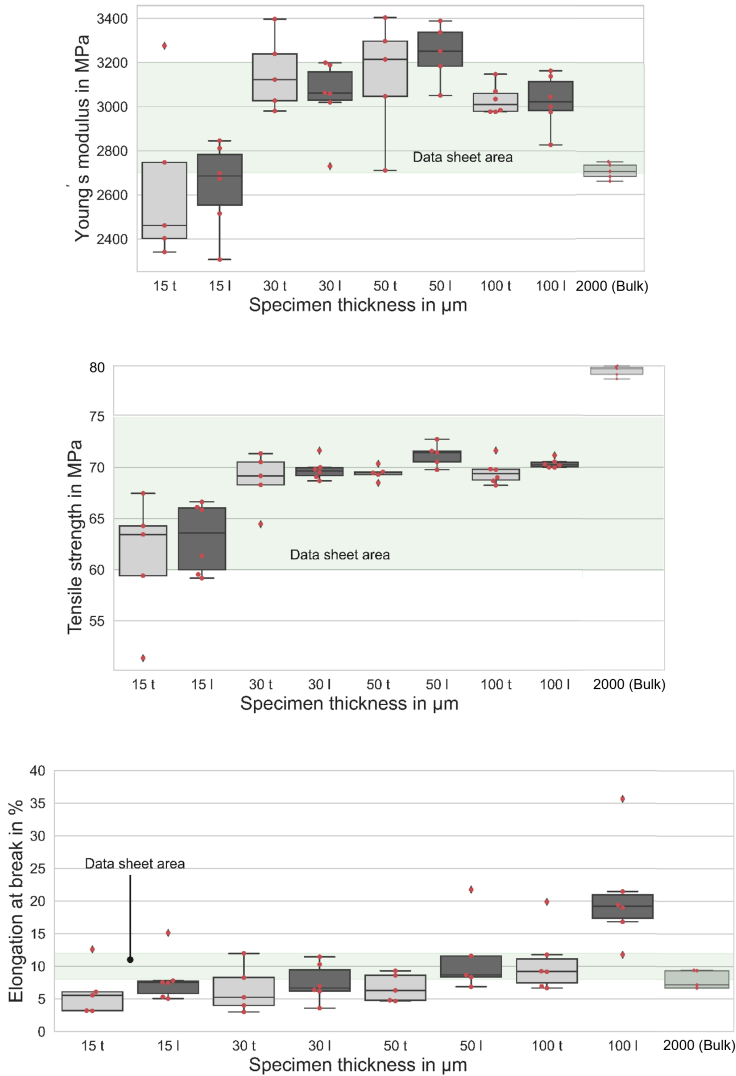 Young's modulus in MPa
3400
3200
3000
2800
2600
2400
Data sheet area
15 t 15 l 30 t 30 l 50 t 50 l 100 t 100 l 2000 (Bulk)
Specimen thickness in µm
Tensile strength in MPa
80
75
70
65
60
55
Data sheet area
15 t 15 l 30 t 30 l 50 t 50 l 100 t 100 l 2000 (Bulk)
Specimen thickness in µm
Elongation at break in %
40
35
30
25
20
15
10
5
0
Data sheet area
15 t 15 l 30 t 30 l 50 t 50 l 100 t 100 l 2000 (Bulk)
Specimen thickness in µm